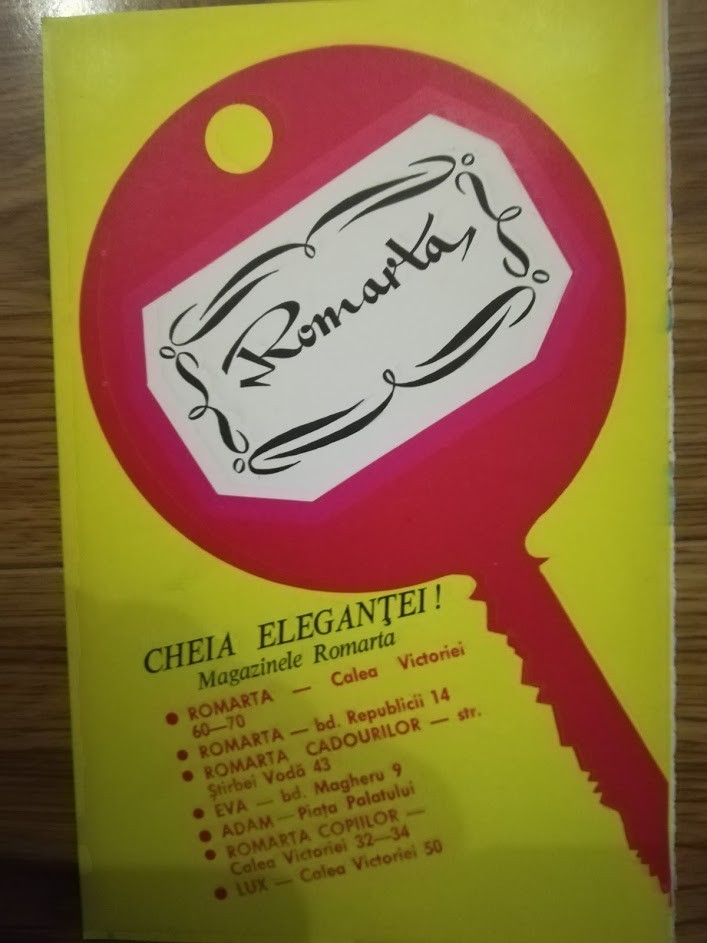 Romarta
CHEIA ELEGANŢEI!
Magazinele Romarta
● ROMARTA — Calea Victoriei
60—70
● ROMARTA — bd. Republicii 14
● ROMARTA CADOURILOR — str.
Ştirbei Vodă 43
● EVA — bd. Magheru 9
● ADAM — Piaţa Palatului
● ROMARTA COPIILOR —
Calea Victoriei 32—34
● LUX — Calea Victoriei 50